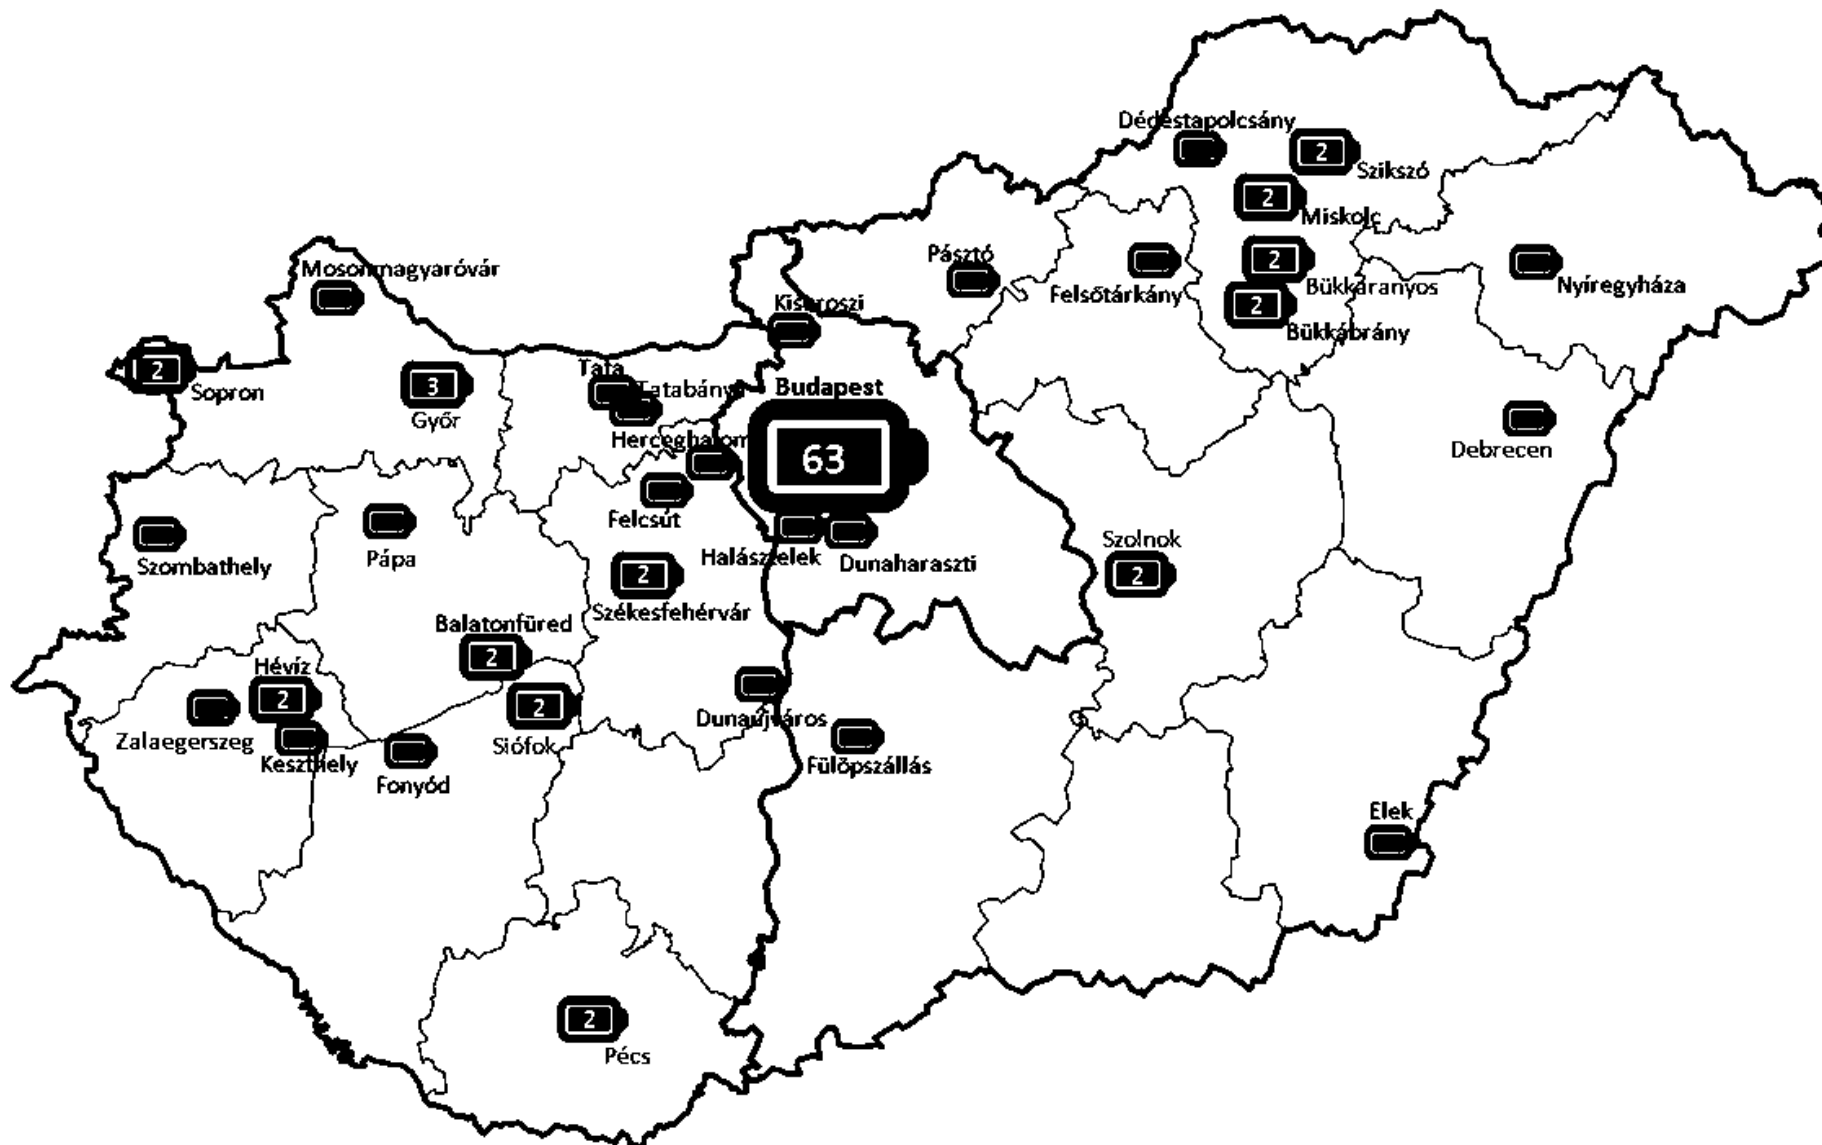 Dédestapolcsány
2
Szikszó
2
Miskolc
Pásztó
2
Felsőtárkány
Bükkaranyos
Nyíregyháza
Mosonmagyaróvár
2
Bükkábrány
Kisoroszi
2
Sopron
3
Győr
Tata
Tatabánya
Budapest
63
Herceghalom
Debrecen
Felcsút
Pápa
Szombathely
Halásztelek
Dunaharaszti
Szolnok
2
2
Székesfehérvár
Balatonfüred
2
Hévíz
2
2
Zalaegerszeg
Keszthely
Fonyód
Siófok
Dunaújváros
Fülöpszállás
Elek
2
Pécs